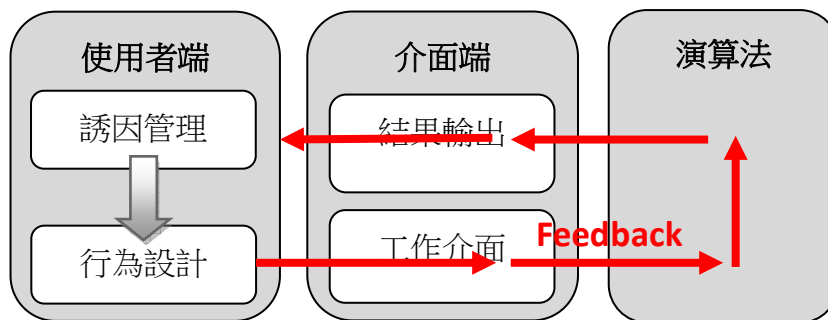 使用者端
誘因管理
行為設計
介面端
結果輸出
工作介面
Feedback
演算法